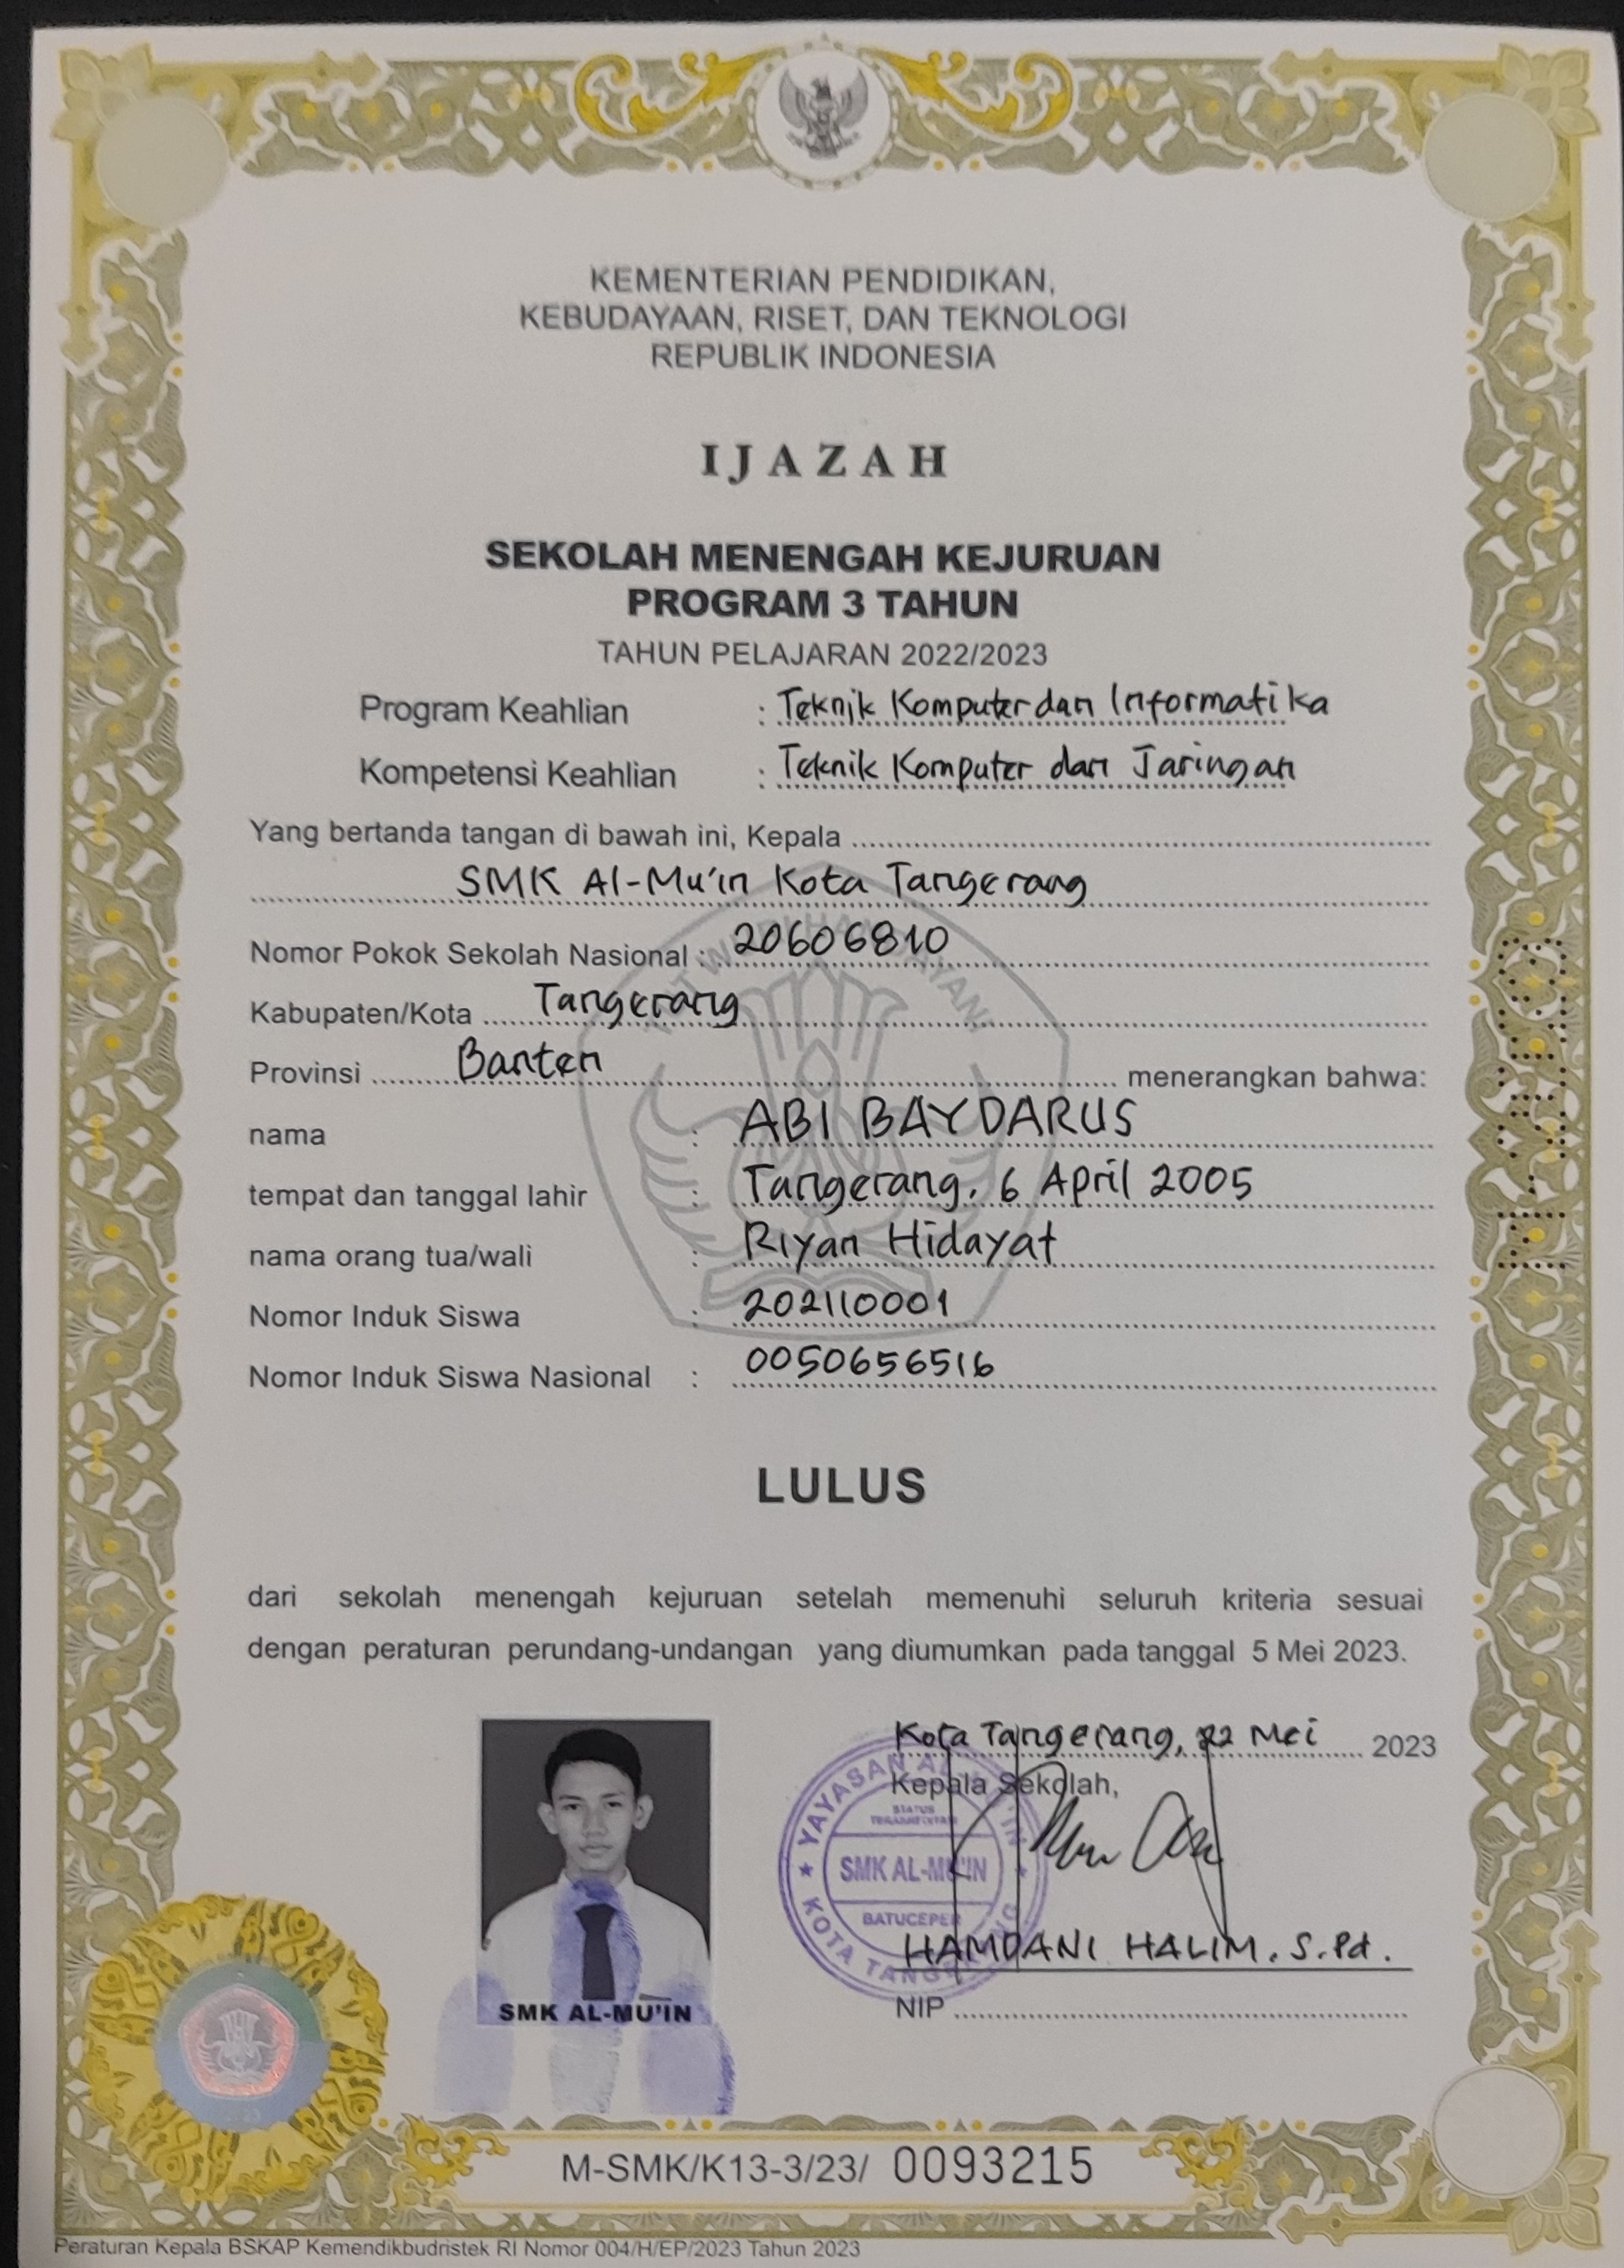 KEMENTERIAN PENDIDIKAN,
KEBUDAYAAN, RISET, DAN TEKNOLOGI
REPUBLIK INDONESIA
IJAZAH
SEKOLAH MENENGAH KEJURUAN
PROGRAM 3 TAHUN
TAHUN PELAJARAN 2022/2023
Program Keahlian : Teknik Komputer dan Informatika
Kompetensi Keahlian : Teknik Komputer dan Jaringan
Yang bertanda tangan di bawah ini, Kepala
SMK Al-Mu'in Kota Tangerang
Nomor Pokok Sekolah Nasional : 20606810
Kabupaten/Kota Tangerang
Provinsi Banten menerangkan bahwa:
nama : ABI BAYDARUS
tempat dan tanggal lahir : Tangerang, 6 April 2005
nama orang tua/wali : Riyan Hidayat
Nomor Induk Siswa : 202110001
Nomor Induk Siswa Nasional : 0050656516
LULUS
dari sekolah menengah kejuruan setelah memenuhi seluruh kriteria sesuai
dengan peraturan perundang-undangan yang diumumkan pada tanggal 5 Mei 2023.
Kota Tangerang, 22 Mei 2023
Kepala Sekolah,
YAYASAN AL-MU'IN
STATUS
SMK AL-MU'IN
BATUCEPER
KOTA TANGERANG
HAMDANI HALIM. S.Pd.
NIP
SMK AL-MU'IN
M-SMK/K13-3/23/ 0093215
Peraturan Kepala BSKAP Kemendikbudristek RI Nomor 004/H/EP/2023 Tahun 2023